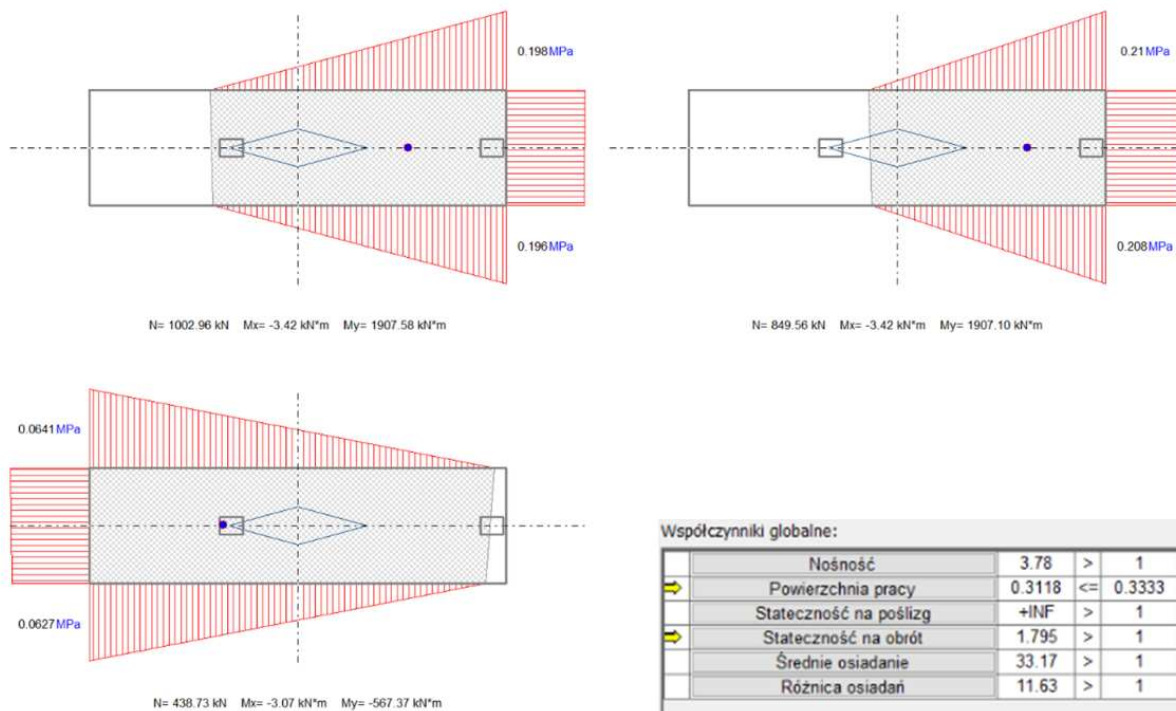 0.198MPa
0.196MPa
N= 1002.96 kN Mx= -3.42 kN*m My= 1907.58 kN*m
0.21MPa
0.208MPa
N= 849.56 kN Mx= -3.42 kN*m My= 1907.10 kN*m
0.0641MPa
0.0627MPa
N= 438.73 kN Mx= -3.07 kN*m My= -567.37 kN*m
Współczynniki globalne:
Nośność 3.78 > 1
Powierzchnia pracy 0.3118 <= 0.3333
Stateczność na poślizg +INF > 1
Stateczność na obrót 1.795 > 1
Średnie osiadanie 33.17 > 1
Różnica osiadań 11.63 > 1